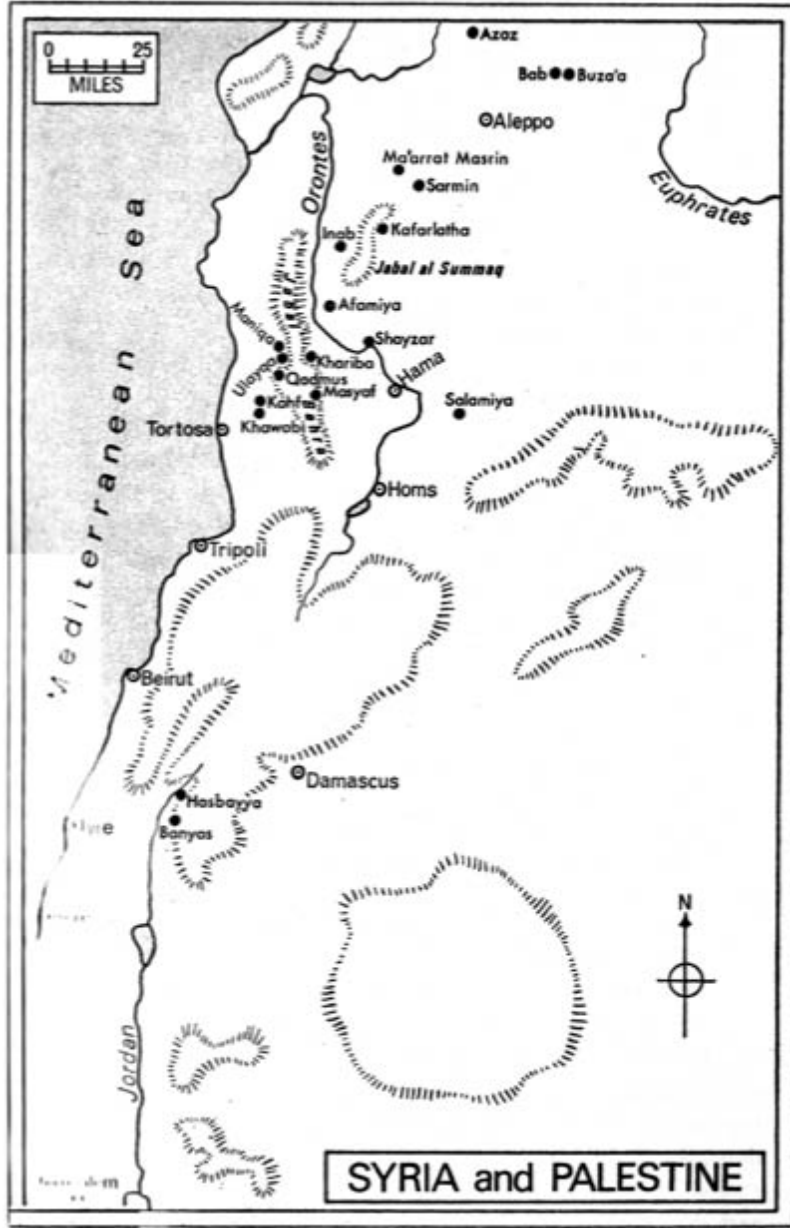 0 25
MILES
Azaz
Bab
Buza'a
Aleppo
Ma'arrat Masrin
Sarmin
Orontes
Euphrates
Inab
Kafarlatha
Jabal al Summaq
Afamiya
Mediterranean Sea
Maniqa
Shayzar
Khariba
Ulayqa
Qadmus
Hama
Masyaf
Kahf
Salamiya
Khawabi
Tortosa
Homs
Tripoli
Beirut
Damascus
Hasbayya
Banyas
N
Jordan
SYRIA and PALESTINE